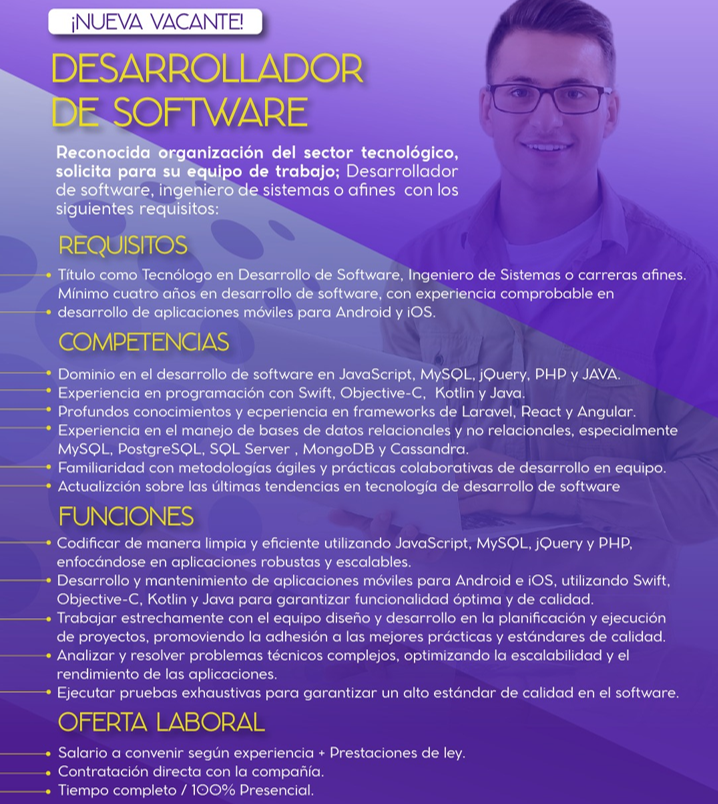 ¡NUEVA VACANTE!
DESARROLLADOR
DE SOFTWARE
Reconocida organización del sector tecnológico,
solicita para su equipo de trabajo; Desarrollador
de software, ingeniero de sistemas o afines con los
siguientes requisitos:
REQUISITOS
Título como Tecnólogo en Desarrollo de Software, Ingeniero de Sistemas o carreras afines.
Mínimo cuatro años en desarrollo de software, con experiencia comprobable en
desarrollo de aplicaciones móviles para Android y iOS.
COMPETENCIAS
Dominio en el desarrollo de software en JavaScript, MySQL, jQuery, PHP y JAVA.
Experiencia en programación con Swift, Objective-C, Kotlin y Java.
Profundos conocimientos y ecperiencia en frameworks de Laravel, React y Angular.
Experiencia en el manejo de bases de datos relacionales y no relacionales, especialmente
MySQL, PostgreSQL, SQL Server , MongoDB y Cassandra.
Familiaridad con metodologías ágiles y prácticas colaborativas de desarrollo en equipo.
Actualizción sobre las últimas tendencias en tecnología de desarrollo de software
FUNCIONES
Codificar de manera limpia y eficiente utilizando JavaScript, MySQL, jQuery y PHP,
enfocándose en aplicaciones robustas y escalables.
Desarrollo y mantenimiento de aplicaciones móviles para Android e iOS, utilizando Swift,
Objective-C, Kotlin y Java para garantizar funcionalidad óptima y de calidad.
Trabajar estrechamente con el equipo diseño y desarrollo en la planificación y ejecución
de proyectos, promoviendo la adhesión a las mejores prácticas y estándares de calidad.
Analizar y resolver problemas técnicos complejos, optimizando la escalabilidad y el
rendimiento de las aplicaciones.
Ejecutar pruebas exhaustivas para garantizar un alto estándar de calidad en el software.
OFERTA LABORAL
Salario a convenir según experiencia + Prestaciones de ley.
Contratación directa con la compañía.
Tiempo completo / 100% Presencial.